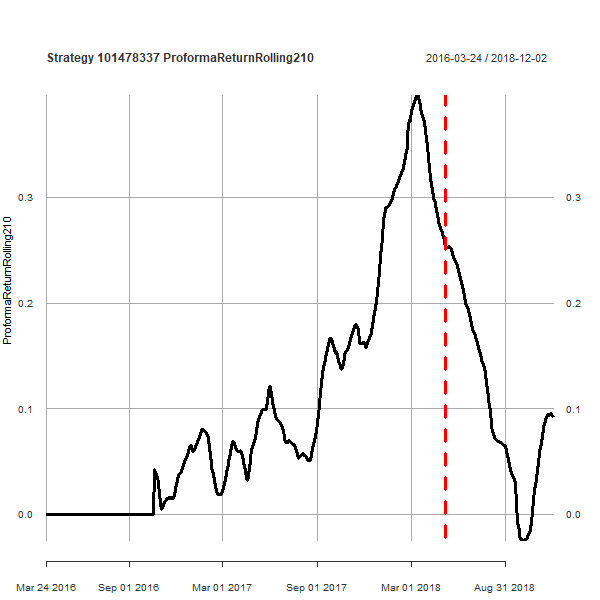 Strategy 101478337 ProformaReturnRolling210
2016-03-24 / 2018-12-02
ProformaReturnRolling210
0.3 0.3
0.2 0.2
0.1 0.1
0.0 0.0
Mar 24 2016 Sep 01 2016 Mar 01 2017 Sep 01 2017 Mar 01 2018 Aug 31 2018